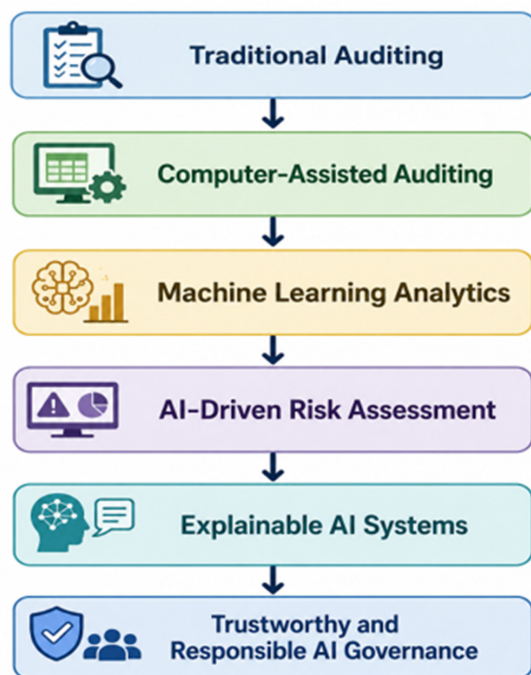 Traditional Auditing
Computer-Assisted Auditing
Machine Learning Analytics
AI-Driven Risk Assessment
Explainable AI Systems
Trustworthy and
Responsible AI Governance